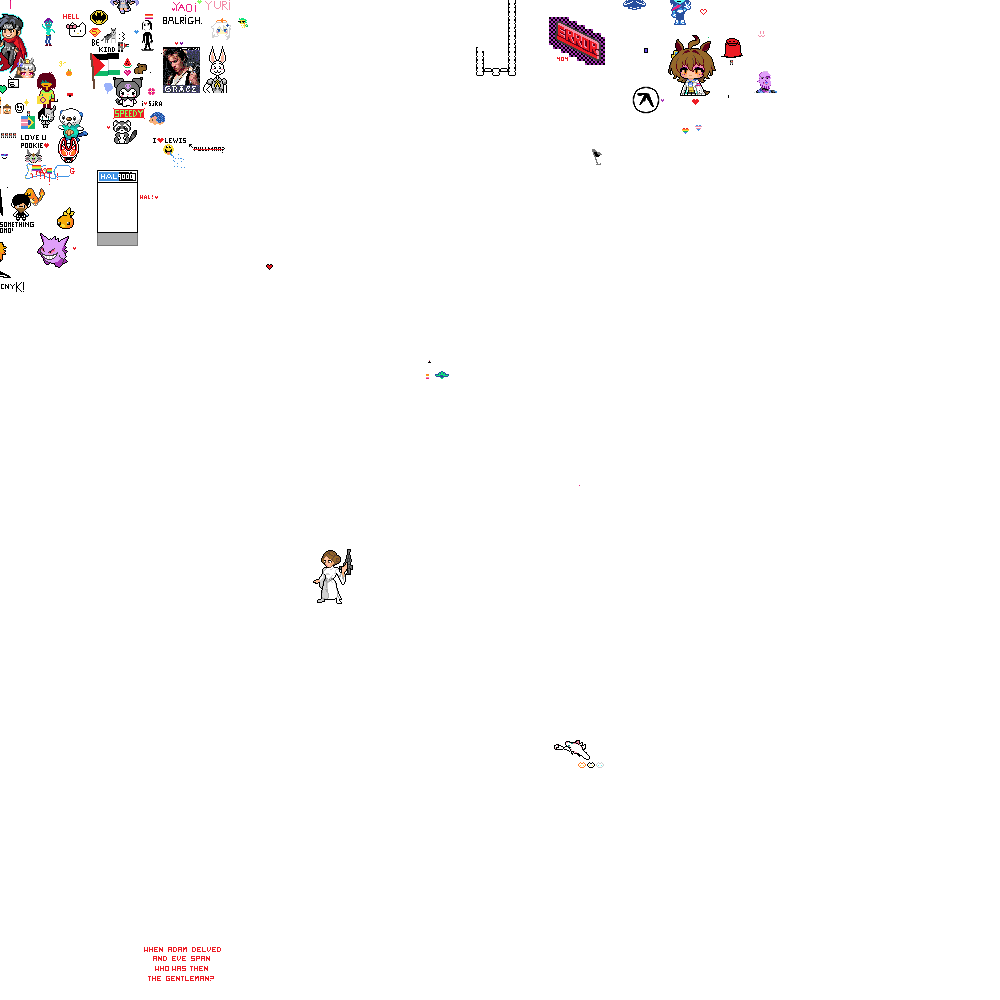 YAOI YURI
HELL
BALRIGH.
BE
KIND
GRACE
I♥SIRA
SPEEDY
LOVE U
POOKIE♥
I♥LEWIS
PULLMAN?
HAL9000
HAL!♥
SOMETHING
K!
ERROR
404
WHEN ADAM DELVED
AND EVE SPAN
WHO WAS THEN
THE GENTLEMAN?